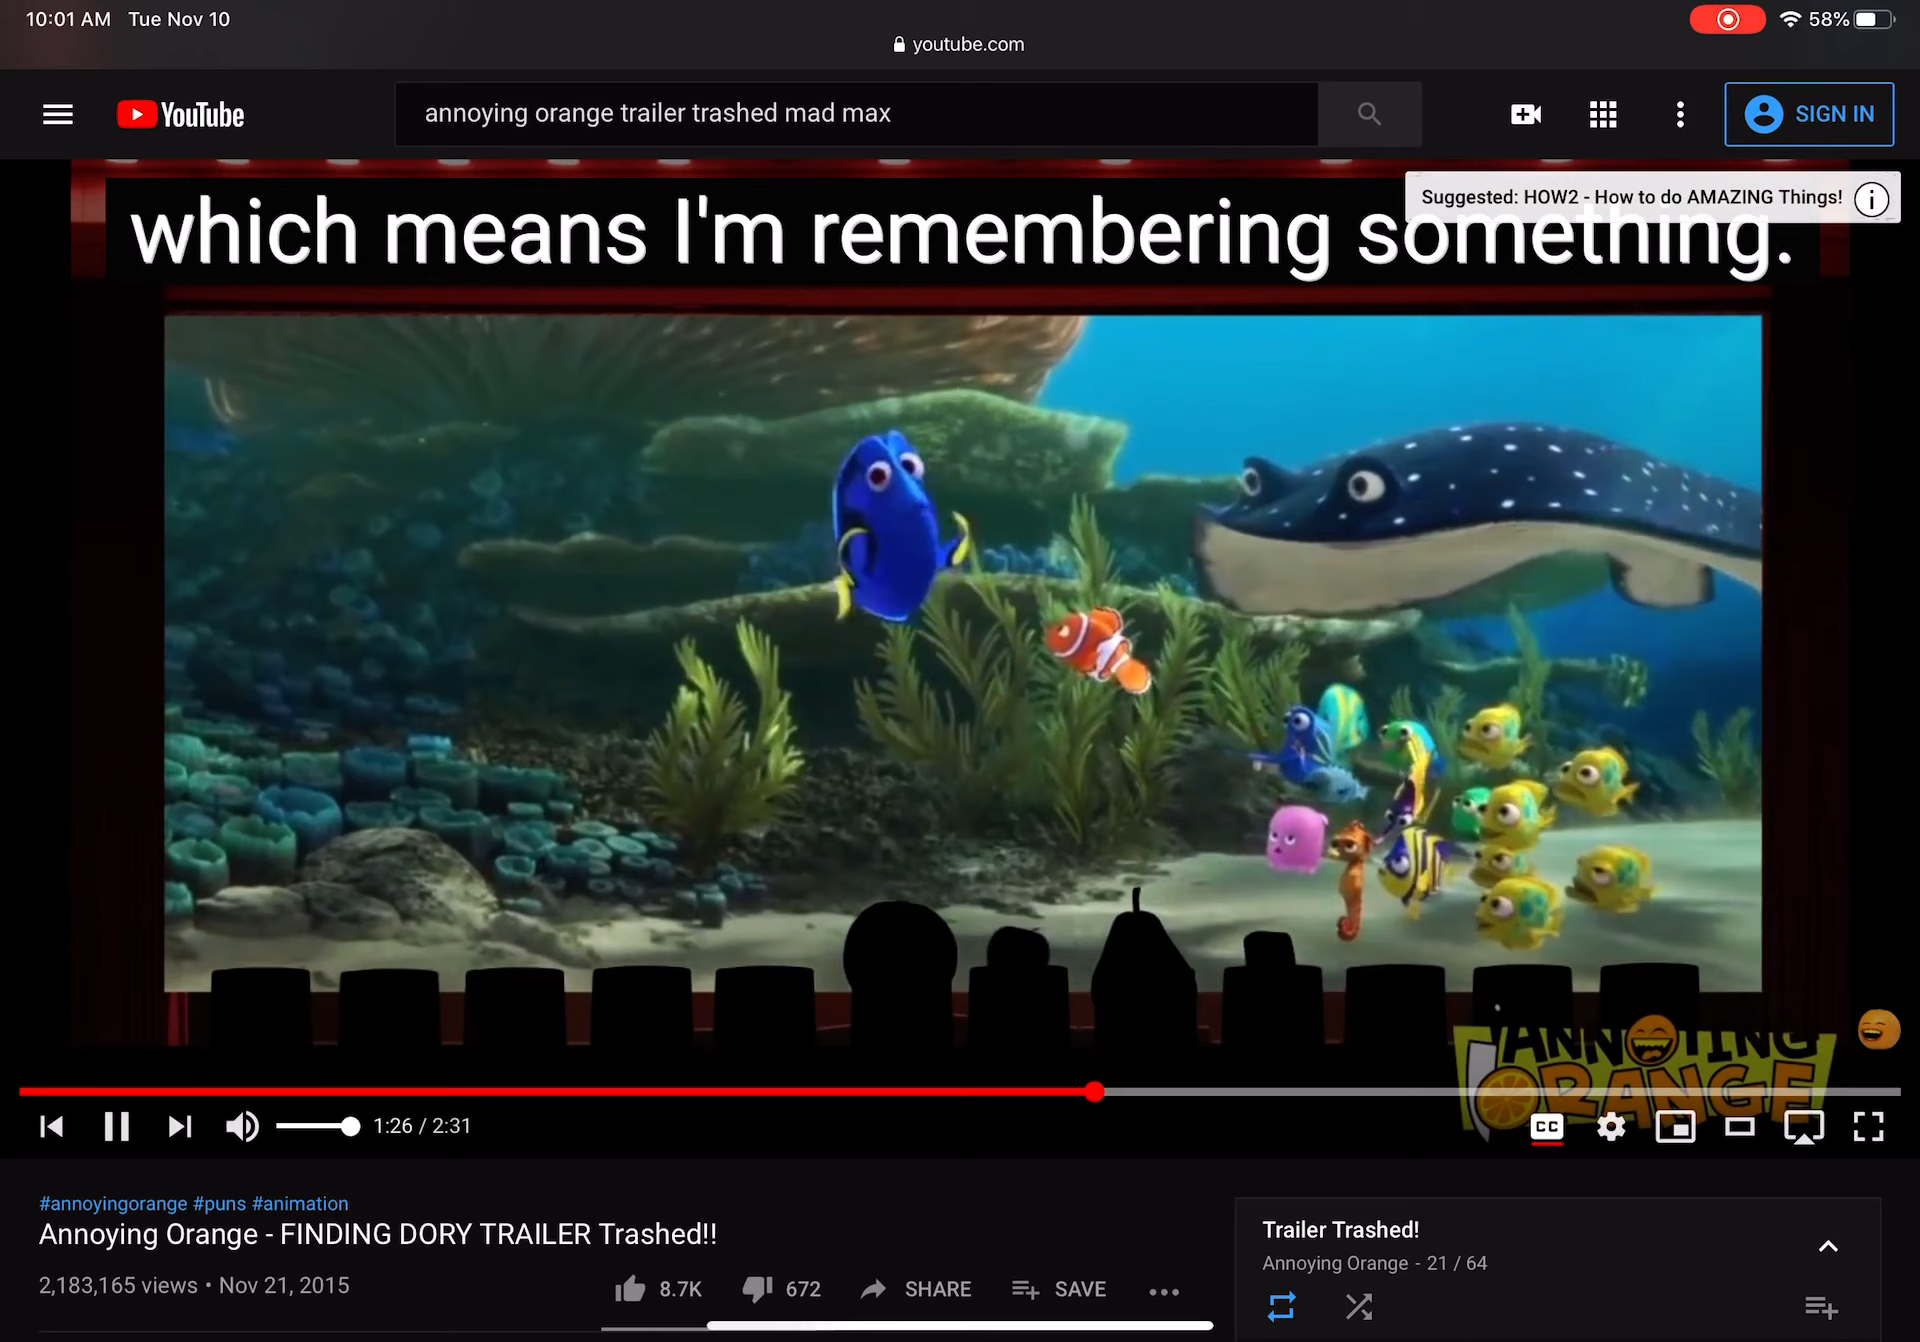 10:01 AM Tue Nov 10
58%
youtube.com
YouTube
annoying orange trailer trashed mad max
SIGN IN
Suggested: HOW2 - How to do AMAZING Things!
which means I'm remembering something.
ANNOYING
ORANGE
1:26 / 2:31
CC
#annoyingorange #puns #animation
Annoying Orange - FINDING DORY TRAILER Trashed!!
2,183,165 views • Nov 21, 2015
8.7K
672
SHARE
SAVE
Trailer Trashed!
Annoying Orange - 21 / 64